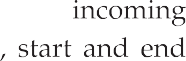 incoming
, start and end